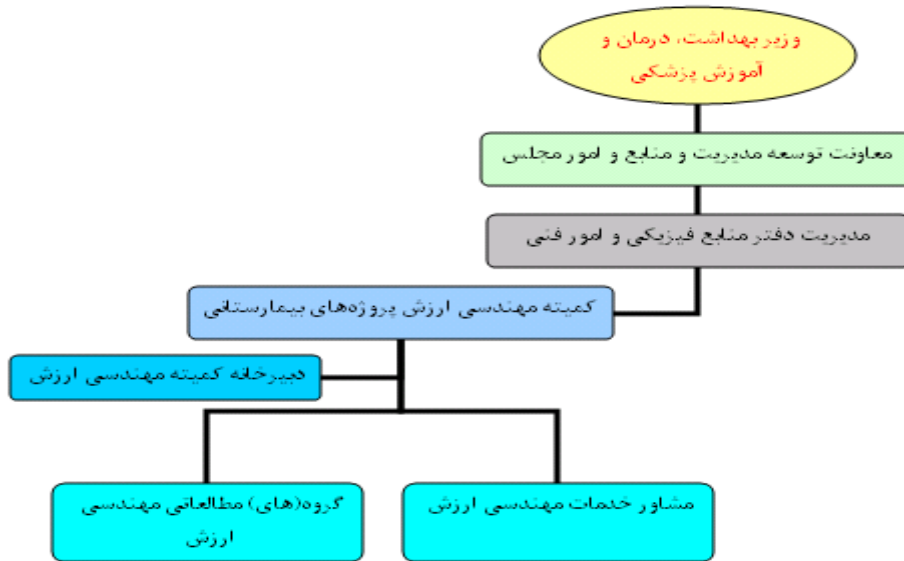 وزیر بهداشت، درمان و
آموزش پزشکی
معاونت توسعه مدیریت و منابع و امور مجلس
مدیریت دفتر منابع فیزیکی و امور فنی
کمیته مهندسی ارزش پروژه‌های بیمارستانی
دبیرخانه کمیته مهندسی ارزش
مشاور خدمات مهندسی ارزش
گروه(های) مطالعاتی مهندسی
ارزش